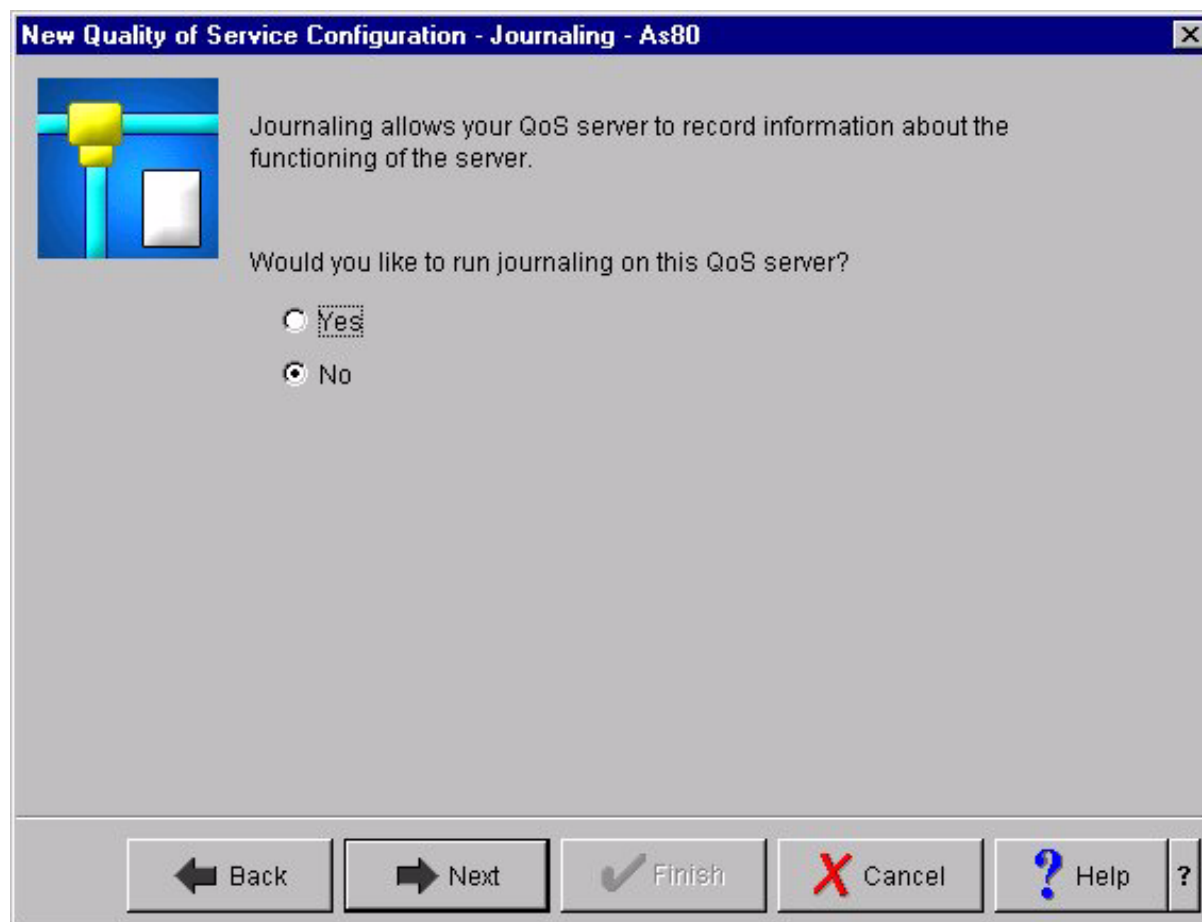 New Quality of Service Configuration - Journaling - As80
Journaling allows your QoS server to record information about the
functioning of the server.
Would you like to run journaling on this QoS server?
Yes
No
Back
Next
Finish
Cancel
? Help
?